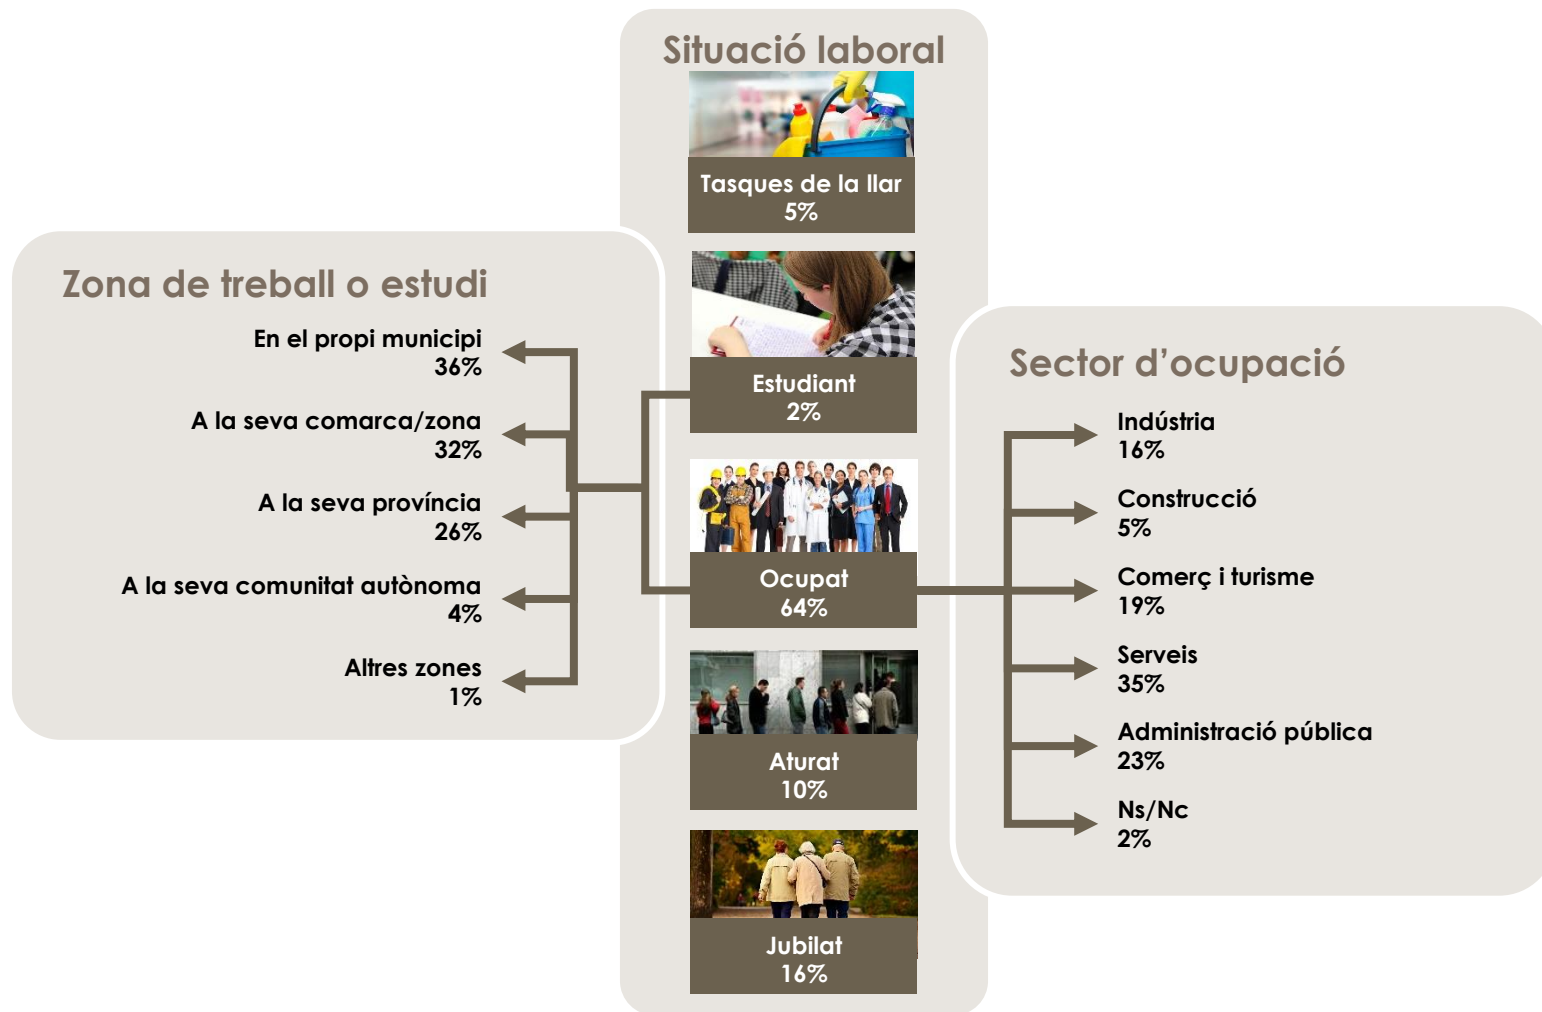 Situació laboral
Tasques de la llar
5%
Estudiant
2%
Ocupat
64%
Aturat
10%
Jubilat
16%
Zona de treball o estudi
En el propi municipi
36%
A la seva comarca/zona
32%
A la seva província
26%
A la seva comunitat autònoma
4%
Altres zones
1%
Sector d’ocupació
Indústria
16%
Construcció
5%
Comerç i turisme
19%
Serveis
35%
Administració pública
23%
Ns/Nc
2%